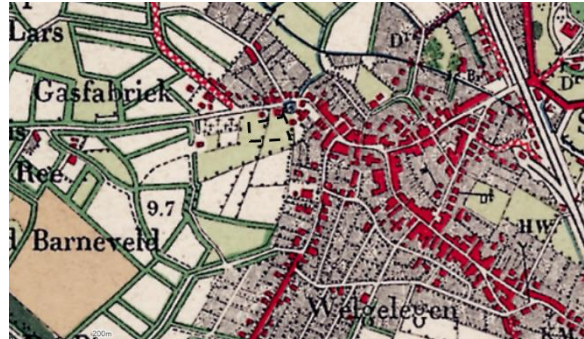 Lars
D
Gasfabriek
B.
D
Ree
9.7
d Barneveld
HW.
Welgelegen
K.M.
200m